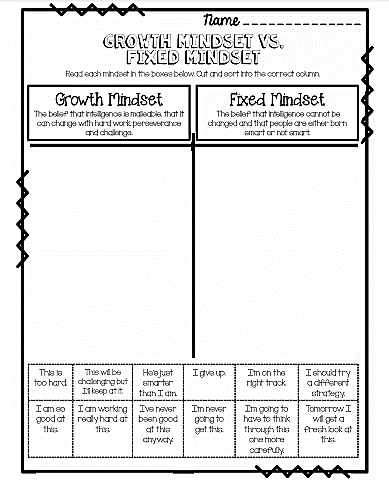 Name
GROWTH MINDSET VS.
FIXED MINDSET
Read each mindset in the boxes below. Cut and sort into the correct column.
Growth Mindset
The belief that intelligence is malleable, that it
can change with hard work, perseverance
and challenge.
Fixed Mindset
The belief that intelligence cannot be
changed and that people are either born
smart or not smart.
This is
too hard.
This will be
challenging but
I'll keep at it.
He's just
smarter
than I am.
I give up.
I'm on the
right track.
I should try
a different
strategy.
I am so
good at
this.
I am working
really hard at
this.
I've never
been good
at this
anyway.
I'm never
going to
get this.
I'm going to
have to think
through this
one more
carefully.
Tomorrow I
will get a
fresh look at
this.